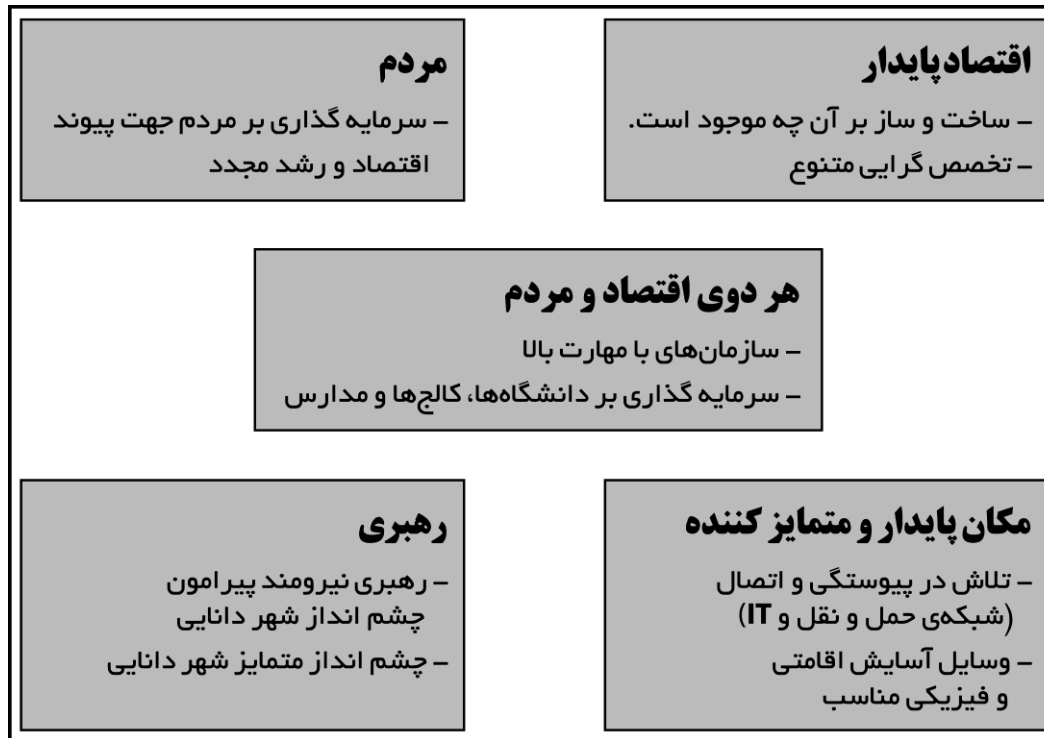 اقتصاد پایدار
- ساخت و ساز بر آن چه موجود است.
- تخصص گرایی متنوع
مردم
- سرمایه گذاری بر مردم جهت پیوند
اقتصاد و رشد مجدد
هر دوی اقتصاد و مردم
- سازمان‌های با مهارت بالا
- سرمایه گذاری بر دانشگاه‌ها، کالج‌ها و مدارس
مکان پایدار و متمایز کننده
- تلاش در پیوستگی و اتصال
(شبکه‌ی حمل و نقل و IT)
- وسایل آسایش اقامتی
و فیزیکی مناسب
رهبری
- رهبری نیرومند پیرامون
چشم انداز شهر دانایی
- چشم انداز متمایز شهر دانایی